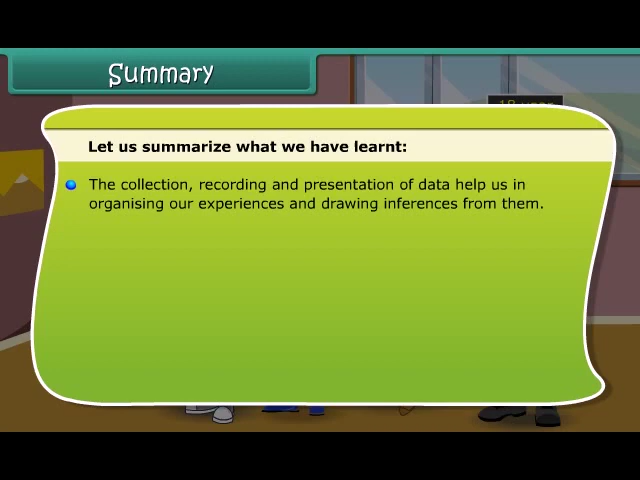 Summary
Let us summarize what we have learnt:
The collection, recording and presentation of data help us in
organising our experiences and drawing inferences from them.